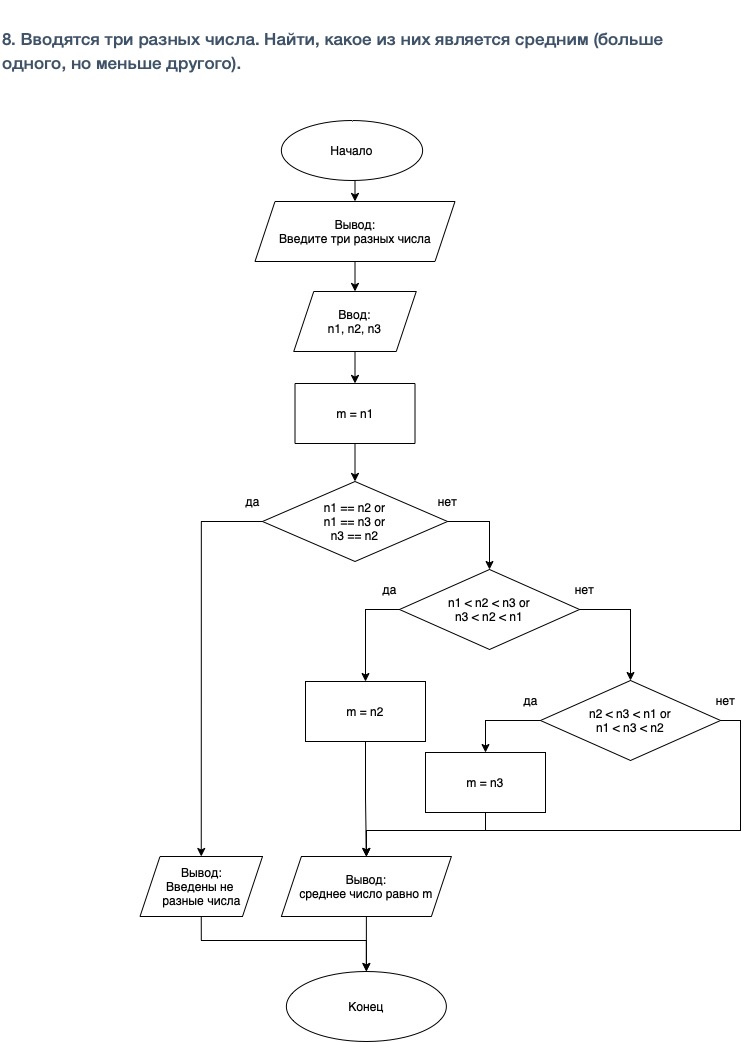 8. Вводятся три разных числа. Найти, какое из них является средним (больше
одного, но меньше другого).
Начало
Вывод:
Введите три разных числа
Ввод:
n1, n2, n3
m = n1
да
нет
n1 == n2 or
n1 == n3 or
n3 == n2
да
нет
n1 < n2 < n3 or
n3 < n2 < n1
m = n2
да
нет
n2 < n3 < n1 or
n1 < n3 < n2
m = n3
Вывод:
Введены не
разные числа
Вывод:
среднее число равно m
Конец